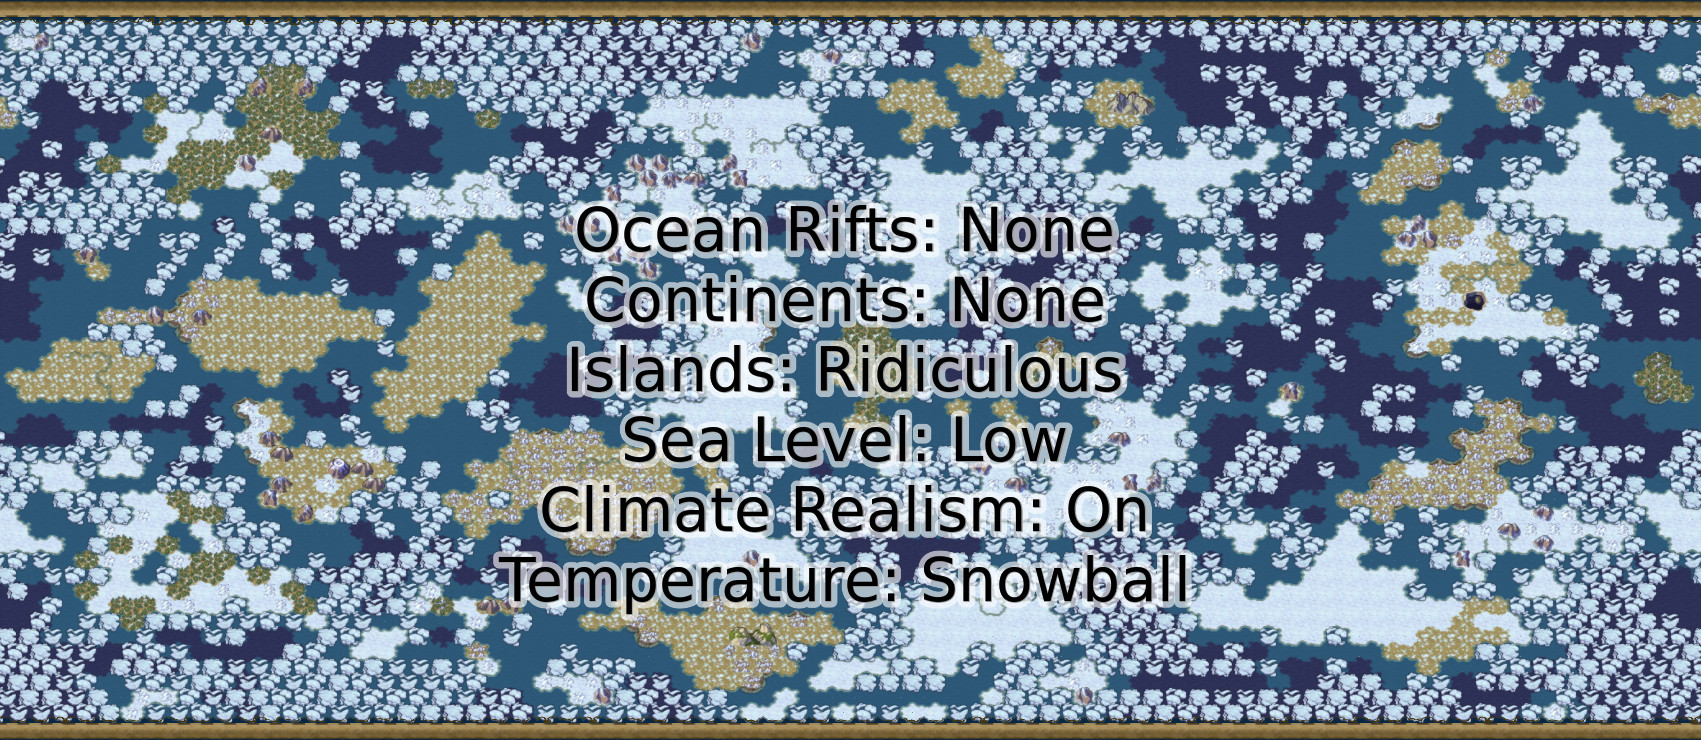 Ocean Rifts: None
Continents: None
Islands: Ridiculous
Sea Level: Low
Climate Realism: On
Temperature: Snowball